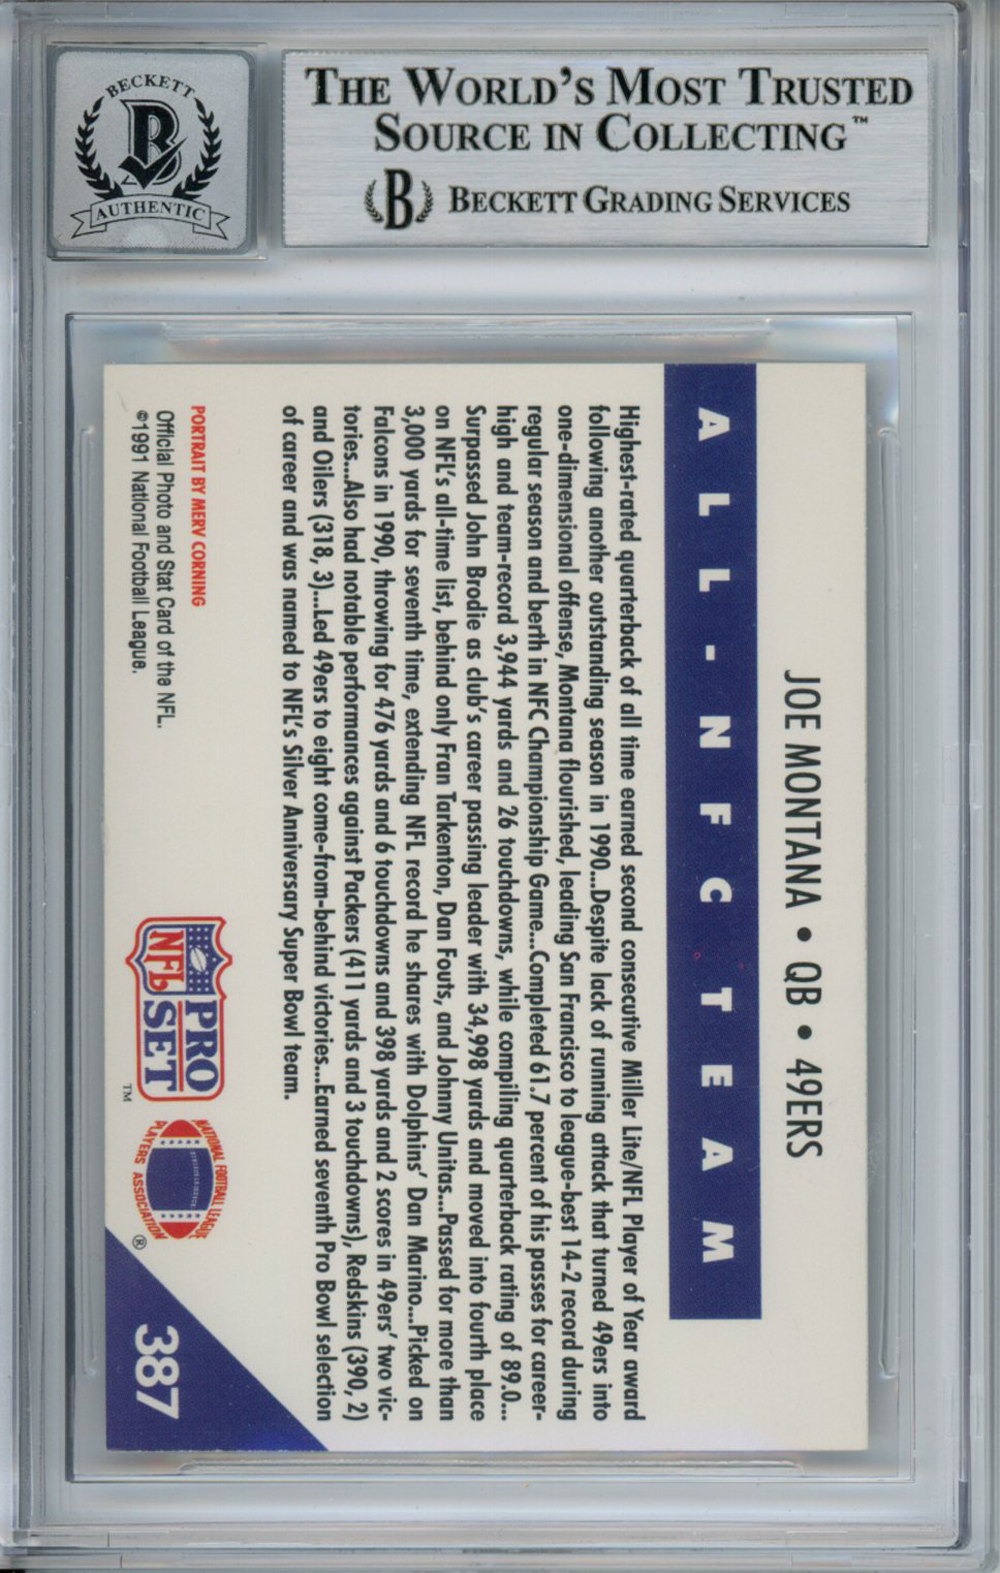 BECKETT
B
AUTHENTIC
THE WORLD'S MOST TRUSTED
SOURCE IN COLLECTING™
B BECKETT GRADING SERVICES
JOE MONTANA • QB • 49ERS
ALL-NFC TEAM
Highest-rated quarterback of all time earned second consecutive Miller Lite/NFL Player of Year award
following another outstanding season in 1990...Despite lack of running attack that turned 49ers into
one-dimensional offense, Montana flourished, leading San Francisco to league-best 14-2 record during
regular season and berth in NFC Championship Game...Completed 61.7 percent of his passes for career-
high and team-record 3,944 yards and 26 touchdowns, while compiling quarterback rating of 89.0...
Surpassed John Brodie as club's career passing leader with 34,998 yards and moved into fourth place
on NFL's all-time list, behind only Fran Tarkenton, Dan Fouts, and Johnny Unitas...Passed for more than
3,000 yards for seventh time, extending NFL record he shares with Dolphins' Dan Marino...Picked on
Falcons in 1990, throwing for 476 yards and 6 touchdowns and 398 yards and 2 scores in 49ers' two vic-
tories...Also had notable performances against Packers (411 yards and 3 touchdowns), Redskins (390, 2)
and Oilers (318, 3)...Led 49ers to eight come-from-behind victories...Earned seventh Pro Bowl selection
of career and was named to NFL's Silver Anniversary Super Bowl team.
PORTRAIT BY MERV CORNING
Official Photo and Stat Card of the NFL.
©1991 National Football League.
NFL PRO SET™
NATIONAL FOOTBALL LEAGUE
PLAYERS ASSOCIATION®
387